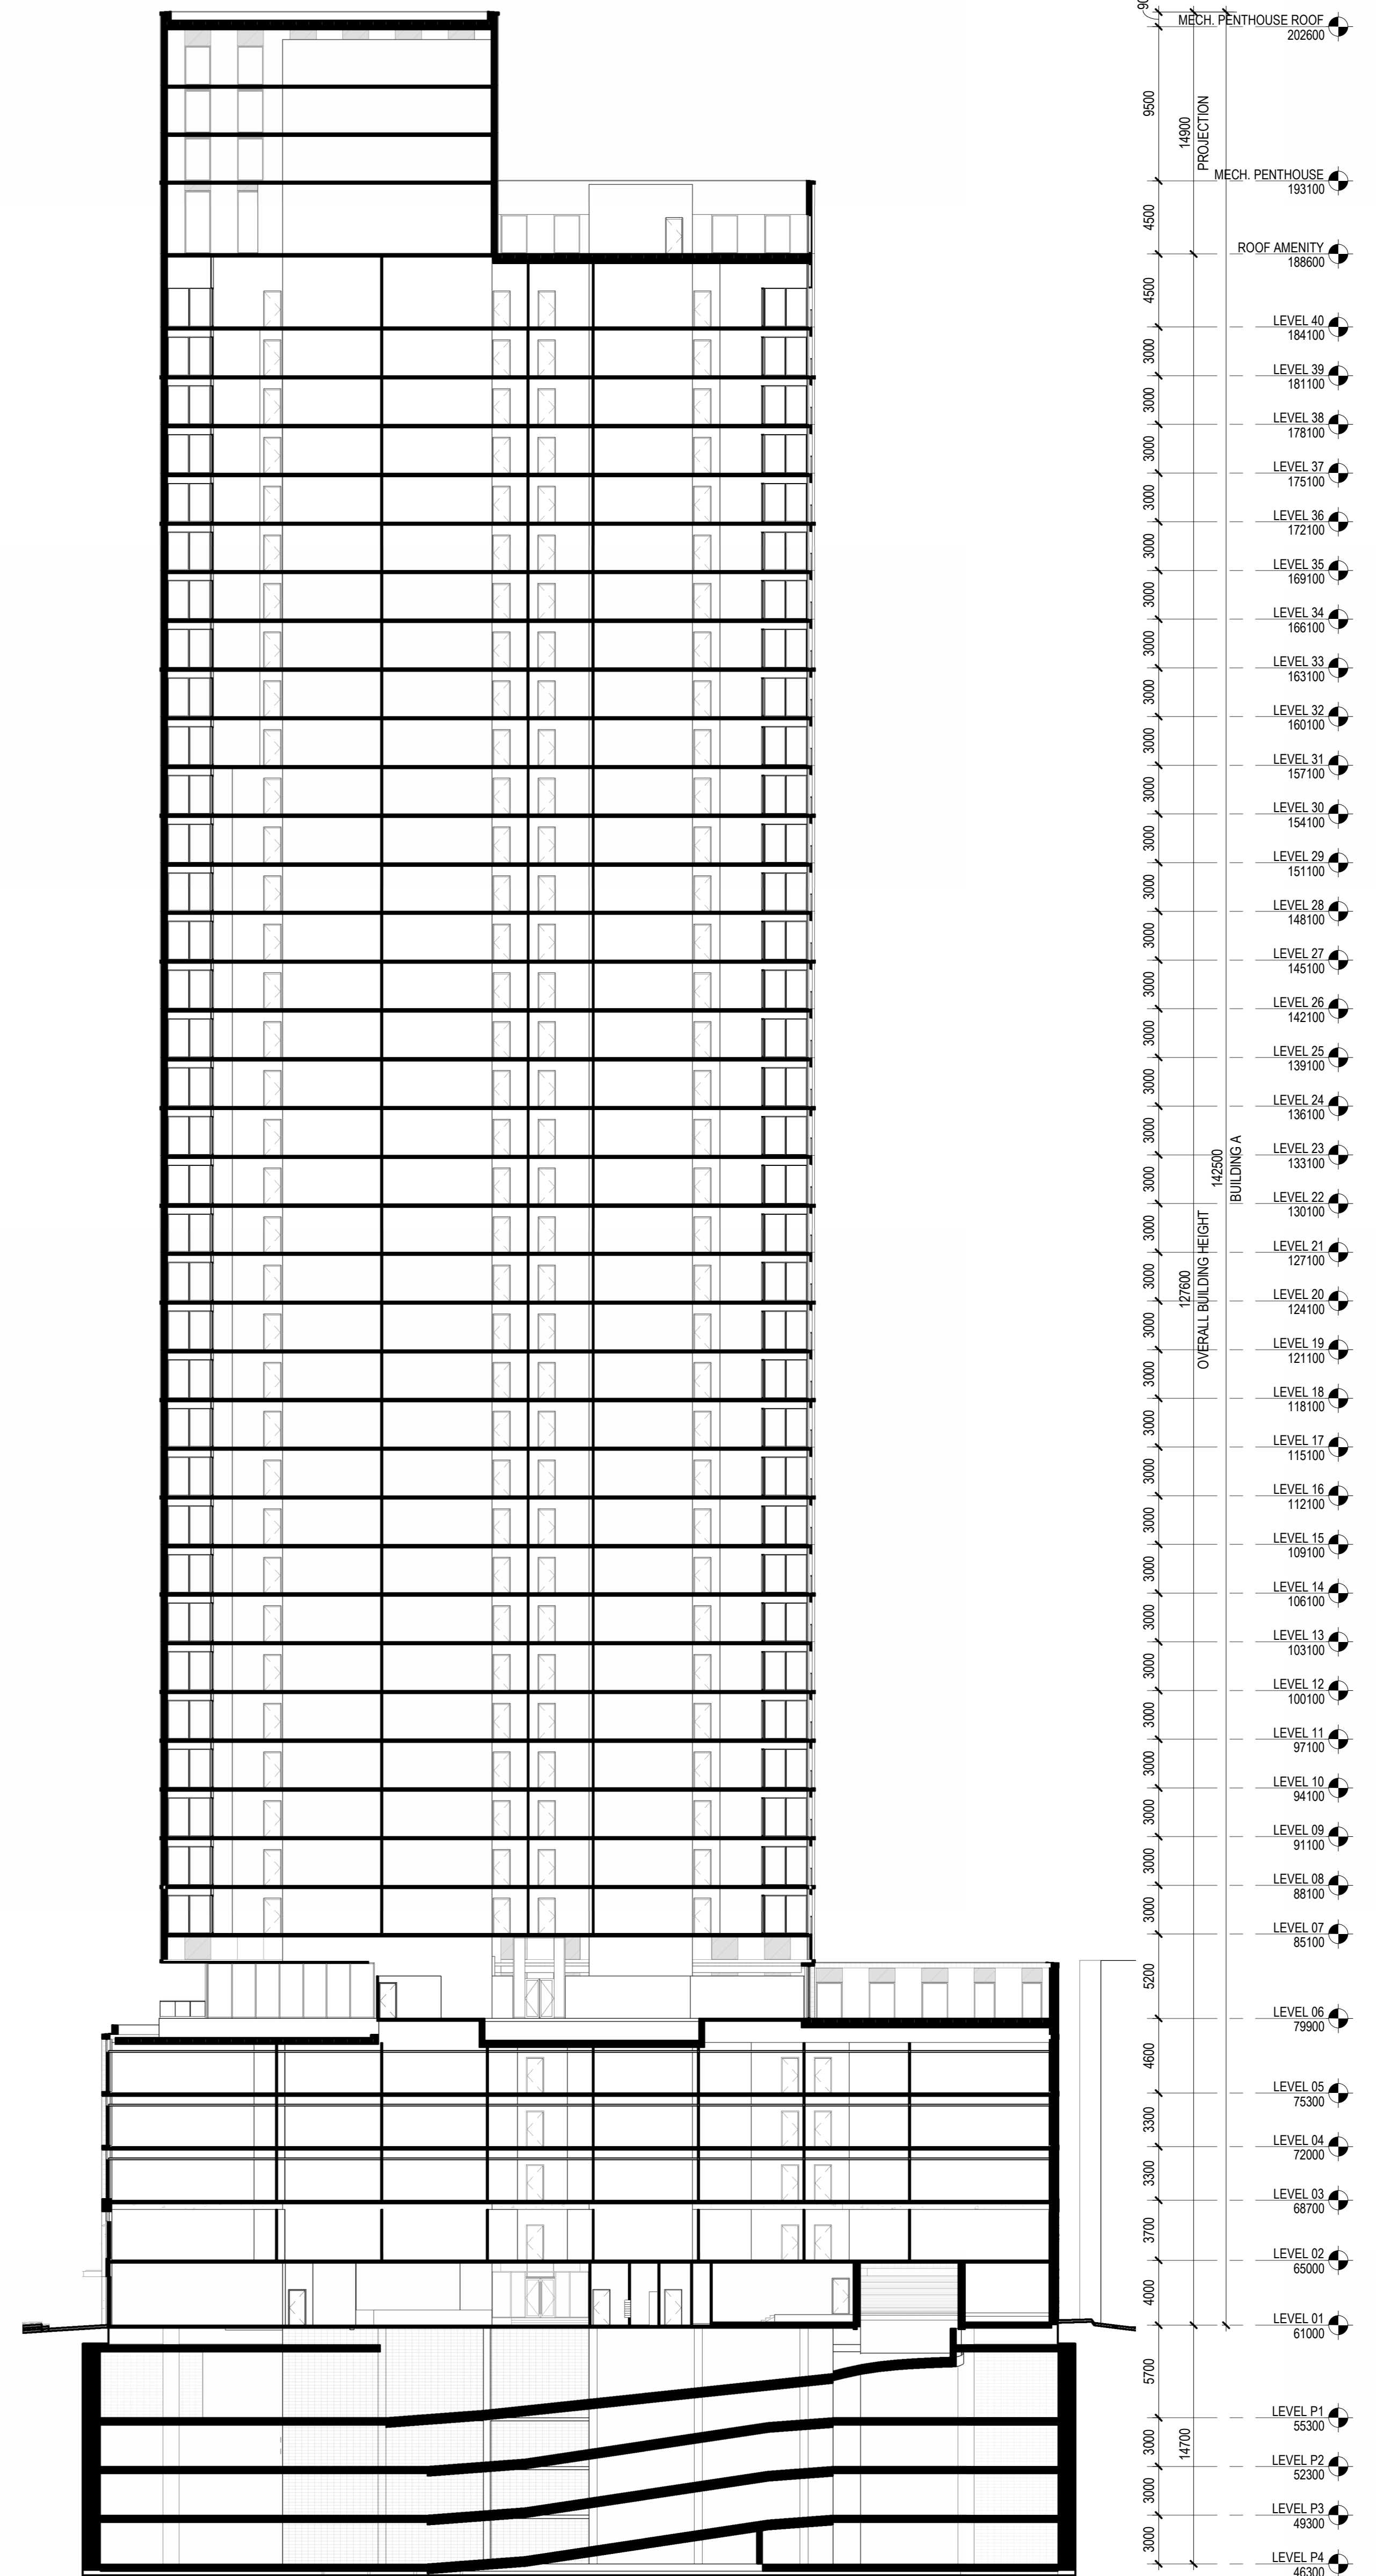 MECH. PENTHOUSE ROOF
202600
9500
14900
PROJECTION
MECH. PENTHOUSE
193100
4500
ROOF AMENITY
188600
4500
LEVEL 40
184100
3000
LEVEL 39
181100
3000
LEVEL 38
178100
3000
LEVEL 37
175100
3000
LEVEL 36
172100
3000
LEVEL 35
169100
3000
LEVEL 34
166100
3000
LEVEL 33
163100
3000
LEVEL 32
160100
3000
LEVEL 31
157100
3000
LEVEL 30
154100
3000
LEVEL 29
151100
3000
LEVEL 28
148100
3000
LEVEL 27
145100
3000
LEVEL 26
142100
3000
LEVEL 25
139100
3000
LEVEL 24
136100
3000
LEVEL 23
133100
3000
142500
BUILDING A
LEVEL 22
130100
3000
LEVEL 21
127100
3000
127600
OVERALL BUILDING HEIGHT
LEVEL 20
124100
3000
LEVEL 19
121100
3000
LEVEL 18
118100
3000
LEVEL 17
115100
3000
LEVEL 16
112100
3000
LEVEL 15
109100
3000
LEVEL 14
106100
3000
LEVEL 13
103100
3000
LEVEL 12
100100
3000
LEVEL 11
97100
3000
LEVEL 10
94100
3000
LEVEL 09
91100
3000
LEVEL 08
88100
3000
LEVEL 07
85100
5200
LEVEL 06
79900
4600
LEVEL 05
75300
3300
LEVEL 04
72000
3300
LEVEL 03
68700
3700
LEVEL 02
65000
4000
LEVEL 01
61000
5700
LEVEL P1
55300
3000
14700
LEVEL P2
52300
3000
LEVEL P3
49300
3000
LEVEL P4
46300